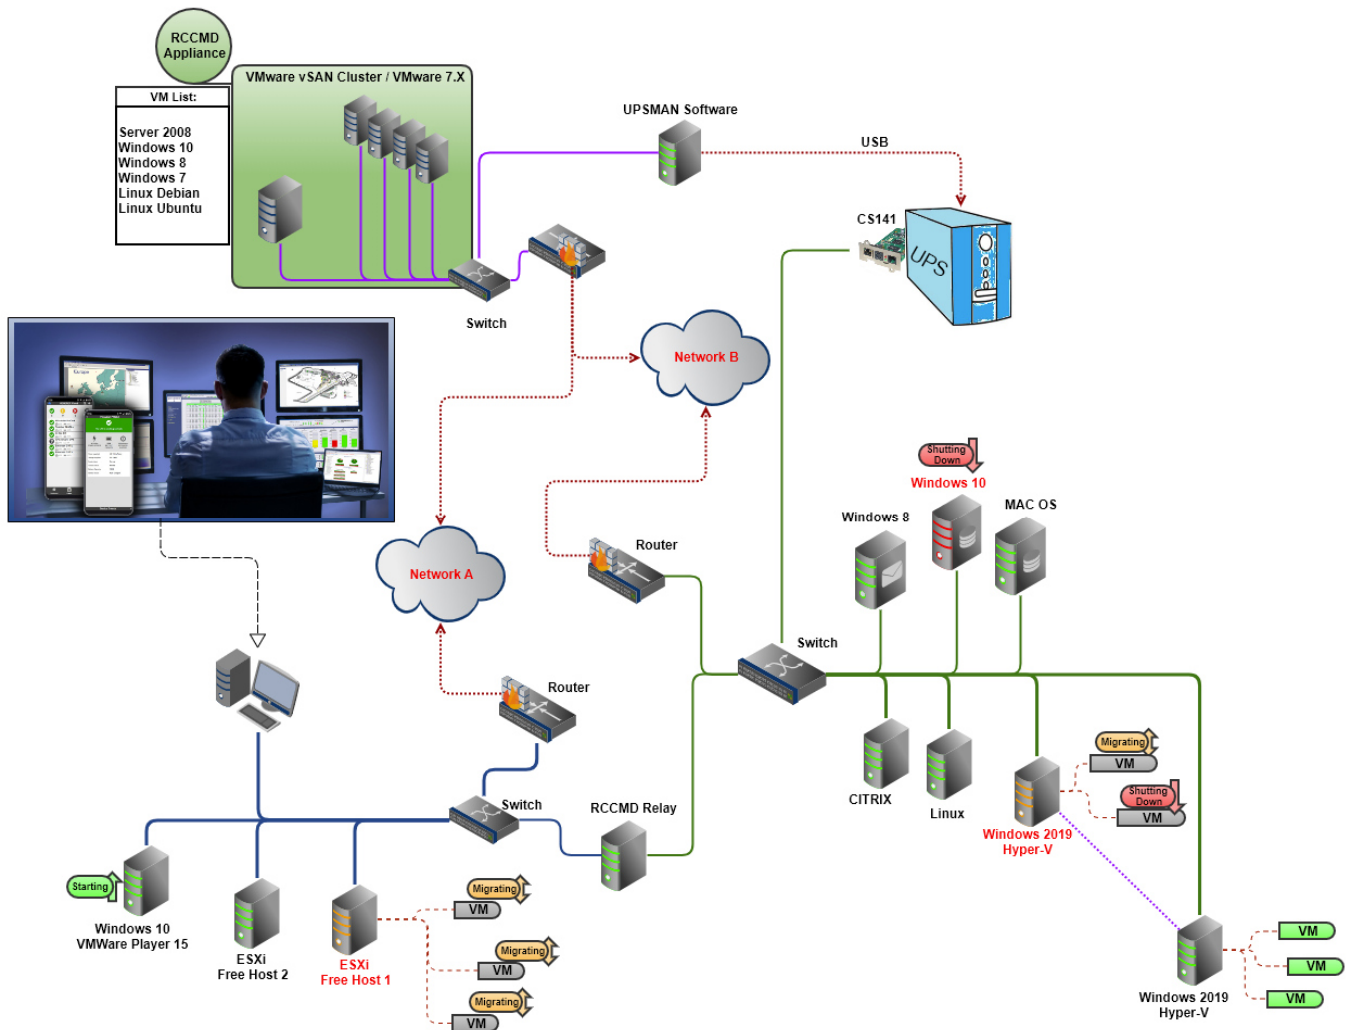 RCCMD
Appliance
VMware vSAN Cluster / VMware 7.X
VM List:
Server 2008
Windows 10
Windows 8
Windows 7
Linux Debian
Linux Ubuntu
UPSMAN Software
USB
CS141
UPS
Switch
Network B
Shutting
Down
Windows 10
Windows 8
MAC OS
Network A
Router
Switch
Router
Migrating
VM
Shutting
Down
VM
CITRIX
Linux
Windows 2019
Hyper-V
Switch
RCCMD Relay
Starting
Windows 10
VMWare Player 15
ESXi
Free Host 2
ESXi
Free Host 1
Migrating
VM
Migrating
VM
Migrating
VM
VM
VM
VM
Windows 2019
Hyper-V